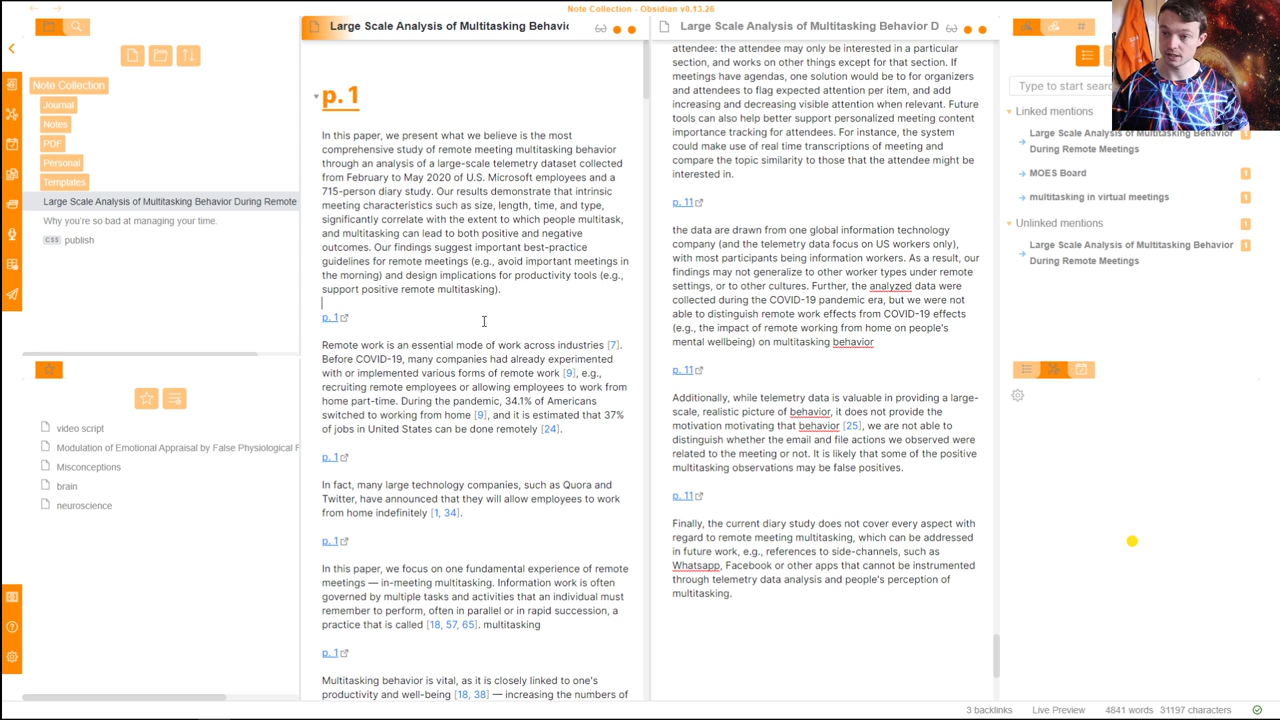 Note Collection - Obsidian v0.13.26
Note Collection
Journal
Notes
PDF
Personal
Templates
Large Scale Analysis of Multitasking Behavior During Remote
Why you're so bad at managing your time.
CSS publish
video script
Modulation of Emotional Appraisal by False Physiological F
Misconceptions
brain
neuroscience
Large Scale Analysis of Multitasking Behavic
p. 1
In this paper, we present what we believe is the most
comprehensive study of remote meeting multitasking behavior
through an analysis of a large-scale telemetry dataset collected
from February to May 2020 of U.S. Microsoft employees and a
715-person diary study. Our results demonstrate that intrinsic
meeting characteristics such as size, length, time, and type,
significantly correlate with the extent to which people multitask,
and multitasking can lead to both positive and negative
outcomes. Our findings suggest important best-practice
guidelines for remote meetings (e.g., avoid important meetings in
the morning) and design implications for productivity tools (e.g.,
support positive remote multitasking).
p. 1
Remote work is an essential mode of work across industries [7].
Before COVID-19, many companies had already experimented
with or implemented various forms of remote work [9], e.g.,
recruiting remote employees or allowing employees to work from
home part-time. During the pandemic, 34.1% of Americans
switched to working from home [9], and it is estimated that 37%
of jobs in United States can be done remotely [24].
p. 1
In fact, many large technology companies, such as Quora and
Twitter, have announced that they will allow employees to work
from home indefinitely [1, 34].
p. 1
In this paper, we focus on one fundamental experience of remote
meetings — in-meeting multitasking. Information work is often
governed by multiple tasks and activities that an individual must
remember to perform, often in parallel or in rapid succession, a
practice that is called [18, 57, 65]. multitasking
p. 1
Multitasking behavior is vital, as it is closely linked to one's
productivity and well-being [18, 38] — increasing the numbers of
Large Scale Analysis of Multitasking Behavior D
attendee: the attendee may only be interested in a particular
section, and works on other things except for that section. If
meetings have agendas, one solution would be to for organizers
and attendees to flag expected attention per item, and add
increasing and decreasing visible attention when relevant. Future
tools can also help better support personalized meeting content
importance tracking for attendees. For instance, the system
could make use of real time transcriptions of meeting and
compare the topic similarity to those that the attendee might be
interested in.
p. 11
the data are drawn from one global information technology
company (and the telemetry data focus on US workers only),
with most participants being information workers. As a result, our
findings may not generalize to other worker types under remote
settings, or to other cultures. Further, the analyzed data were
collected during the COVID-19 pandemic era, but we were not
able to distinguish remote work effects from COVID-19 effects
(e.g., the impact of remote working from home on people's
mental wellbeing) on multitasking behavior
p. 11
Additionally, while telemetry data is valuable in providing a large-
scale, realistic picture of behavior, it does not provide the
motivation motivating that behavior [25], we are not able to
distinguish whether the email and file actions we observed were
related to the meeting or not. It is likely that some of the positive
multitasking observations may be false positives.
p. 11
Finally, the current diary study does not cover every aspect with
regard to remote meeting multitasking, which can be addressed
in future work, e.g., references to side-channels, such as
Whatsapp, Facebook or other apps that cannot be instrumented
through telemetry data analysis and people's perception of
multitasking.
#
Type to start sear
Linked mentions
Large Scale Analysis of Multitasking Behavior 1
During Remote Meetings
MOES Board 1
multitasking in virtual meetings 1
Unlinked mentions 1
Large Scale Analysis of Multitasking Behavior 1
During Remote Meetings
3 backlinks Live Preview 4841 words 31197 characters